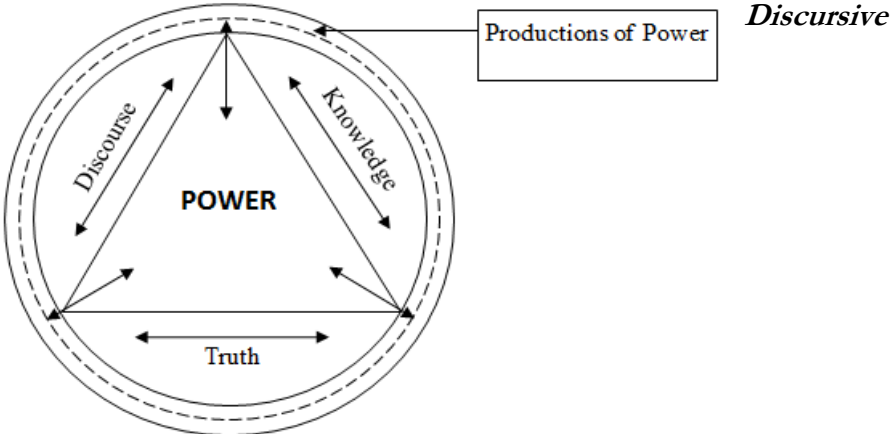 Discursive
Productions of Power
Discourse
Knowledge
POWER
Truth